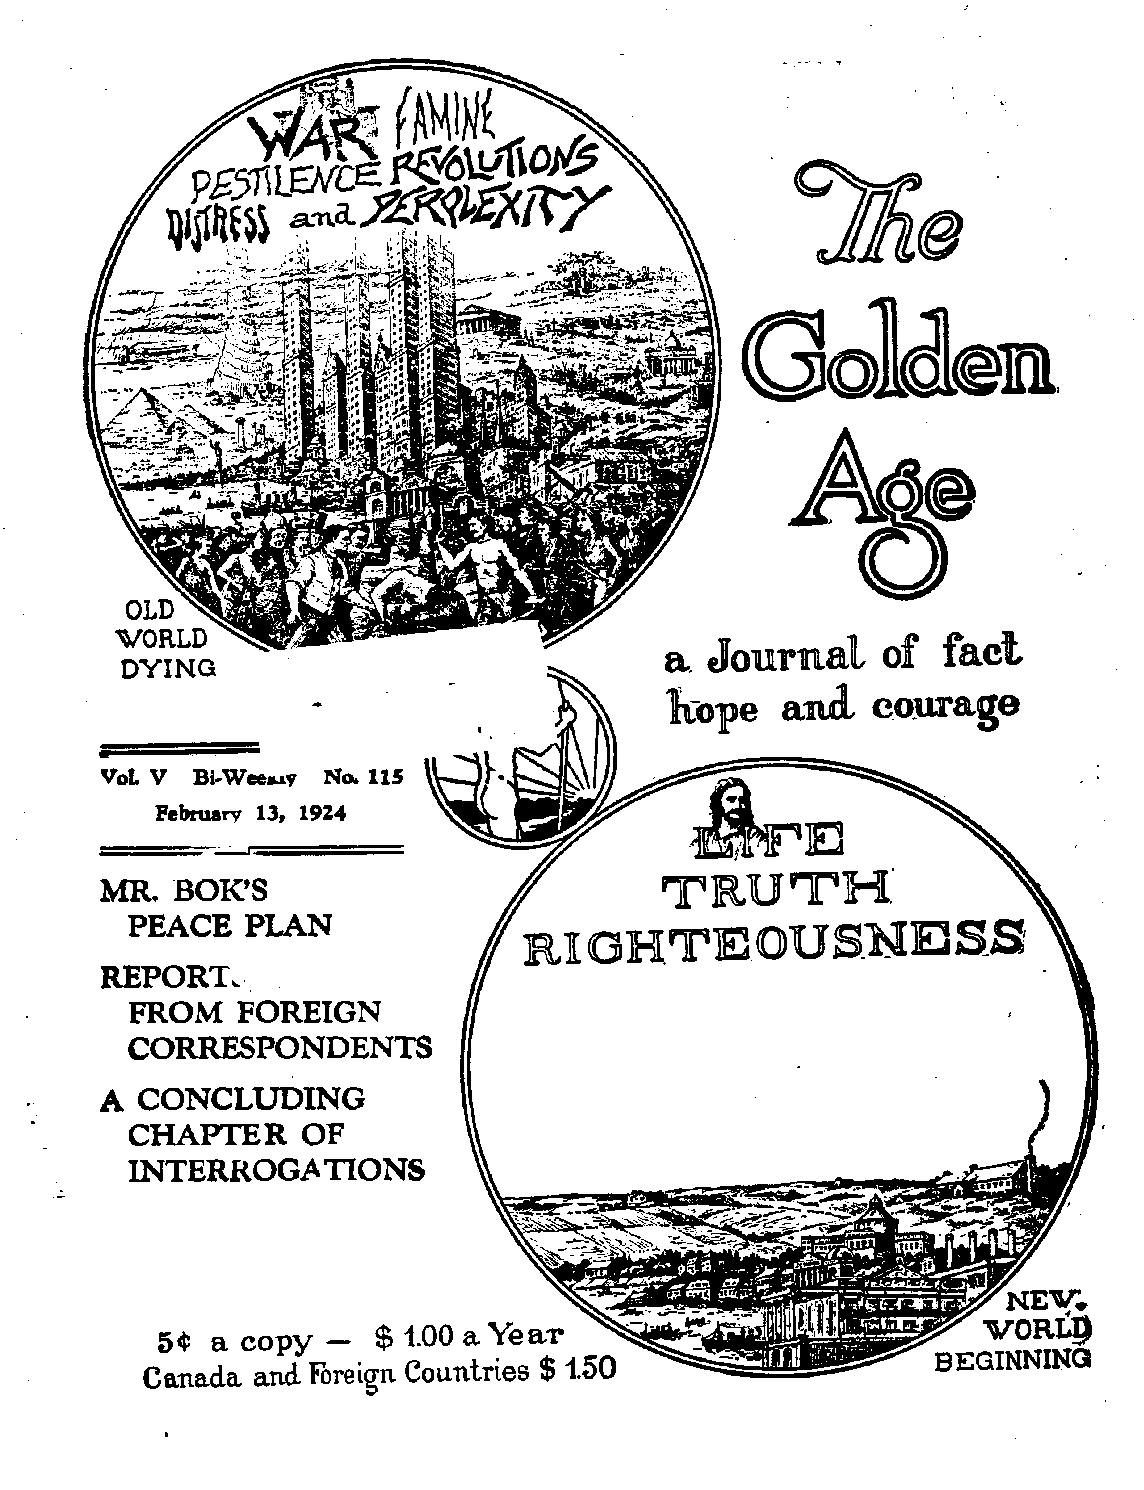 WAR FAMINE
PESTILENCE REVOLUTIONS
DISTRESS and PERPLEXITY
The
Golden
Age
OLD
WORLD
DYING
a Journal of fact
hope and courage
Vol. V Bi-Weekly No. 115
February 13, 1924
LIFE
TRUTH
RIGHTEOUSNESS
MR. BOK'S
PEACE PLAN
REPORT
FROM FOREIGN
CORRESPONDENTS
A CONCLUDING
CHAPTER OF
INTERROGATIONS
NEW
WORLD
BEGINNING
5¢ a copy — $ 1.00 a Year
Canada and Foreign Countries $ 1.50